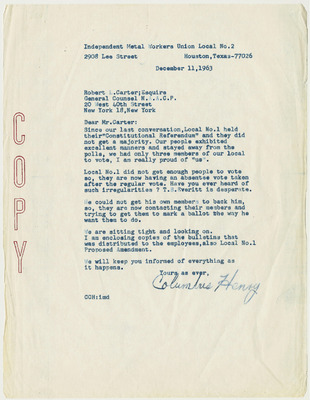 Independent Metal Workers Union Local No.2
2908 Lee Street Houston,Texas-77026
December 11,1963
Robert L.Carter;Esquire
General Counsel N.A.A.C.P.
20 West 40th Street
New York 18,New York
Dear Mr.Carter:
Since our last conversation,Local No.1 held
their"Constitutional Referendum" and they did
not get a majority. Our people exhibited
excellent manners and stayed away from the
polls, we had only three members of our local
to vote, I am really proud of "us".
Local No.1 did not get enough people to vote
so, they are now having an absentee vote taken
after the regular vote. Have you ever heard of
such irregularities ? T.B.Everitt is desparate.
We could not get his own member to back him,
so, they are now contacting their members and
trying to get them to mark a ballot the way he
want them to do.
We are sitting tight and looking on.
I am enclosing copies of the bulletins that
was distributed to the employees,also Local No.1
Proposed Amendment.
We will keep you informed of everything as
it happens.
Yours as ever,
Columbus Henry
CGH:imd
COPY